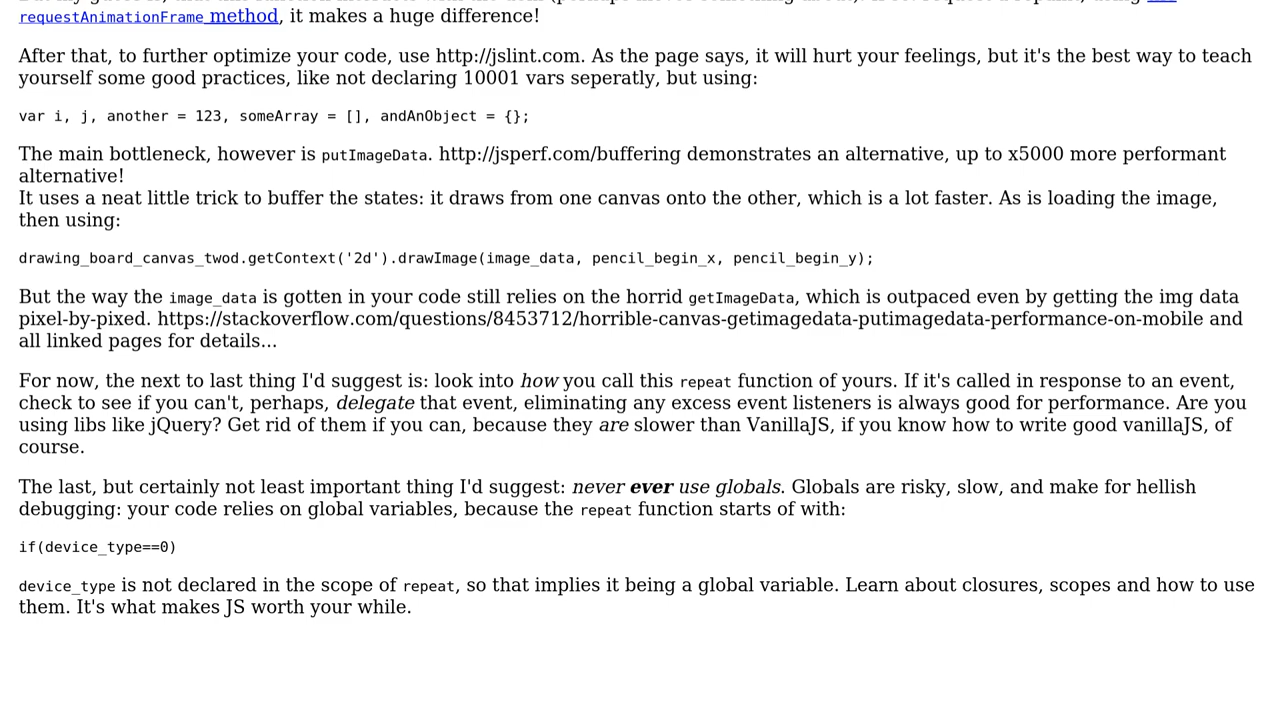 requestAnimationFrame method, it makes a huge difference!
After that, to further optimize your code, use http://jslint.com. As the page says, it will hurt your feelings, but it's the best way to teach
yourself some good practices, like not declaring 10001 vars seperatly, but using:
var i, j, another = 123, someArray = [], andAnObject = {};
The main bottleneck, however is putImageData. http://jsperf.com/buffering demonstrates an alternative, up to x5000 more performant
alternative!
It uses a neat little trick to buffer the states: it draws from one canvas onto the other, which is a lot faster. As is loading the image,
then using:
drawing_board_canvas_twod.getContext('2d').drawImage(image_data, pencil_begin_x, pencil_begin_y);
But the way the image_data is gotten in your code still relies on the horrid getImageData, which is outpaced even by getting the img data
pixel-by-pixed. https://stackoverflow.com/questions/8453712/horrible-canvas-getimagedata-putimagedata-performance-on-mobile and
all linked pages for details...
For now, the next to last thing I'd suggest is: look into how you call this repeat function of yours. If it's called in response to an event,
check to see if you can't, perhaps, delegate that event, eliminating any excess event listeners is always good for performance. Are you
using libs like jQuery? Get rid of them if you can, because they are slower than VanillaJS, if you know how to write good vanillaJS, of
course.
The last, but certainly not least important thing I'd suggest: never ever use globals. Globals are risky, slow, and make for hellish
debugging: your code relies on global variables, because the repeat function starts of with:
if(device_type==0)
device_type is not declared in the scope of repeat, so that implies it being a global variable. Learn about closures, scopes and how to use
them. It's what makes JS worth your while.